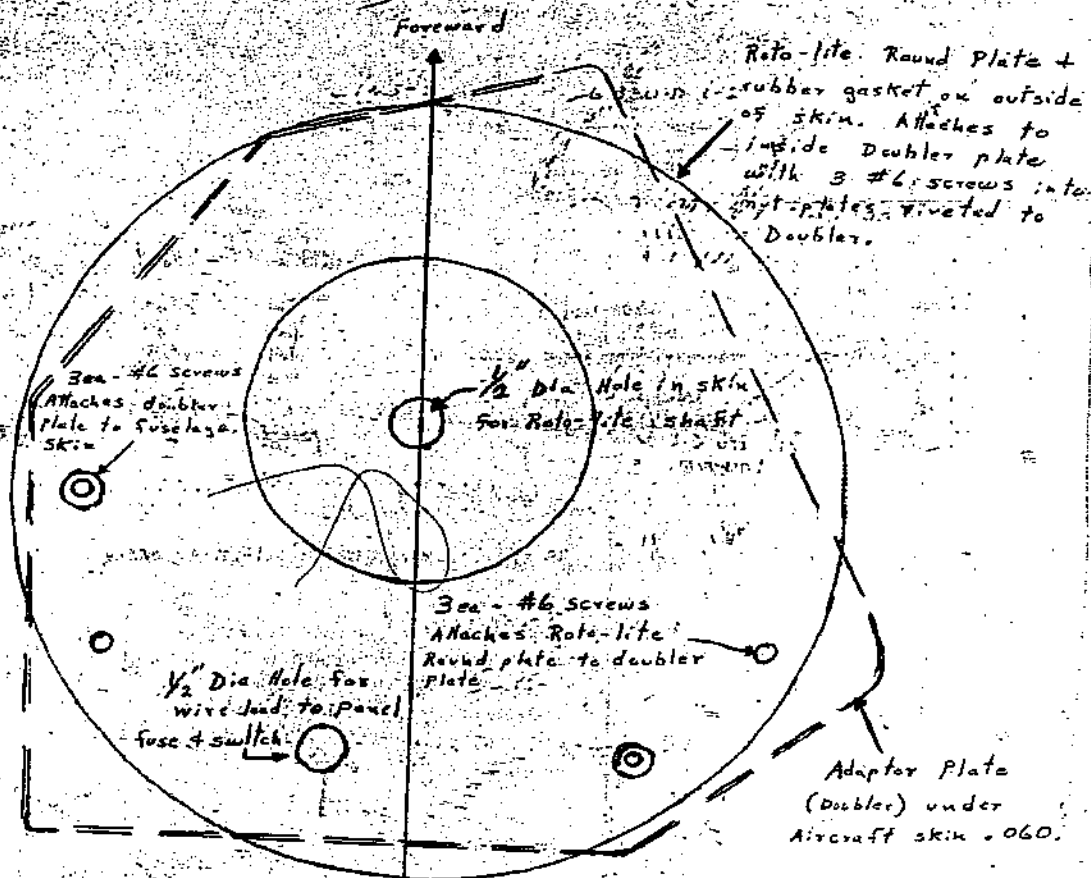 Foreward
Roto-lite Round Plate +
rubber gasket on outside
of skin. Attaches to
inside Doubler plate
with 3 #6 screws into
nut-plates riveted to
Doubler.
3ea - #6 screws
Attaches doubler
plate to fuselage
skin
1/2" Dia Hole in skin
for Roto-lite shaft
3ea - #6 screws
Attaches Roto-lite
Round plate to doubler
plate
1/2" Dia Hole for
wire lead to panel
fuse + switch
Adaptor Plate
(Doubler) under
Aircraft skin .060.